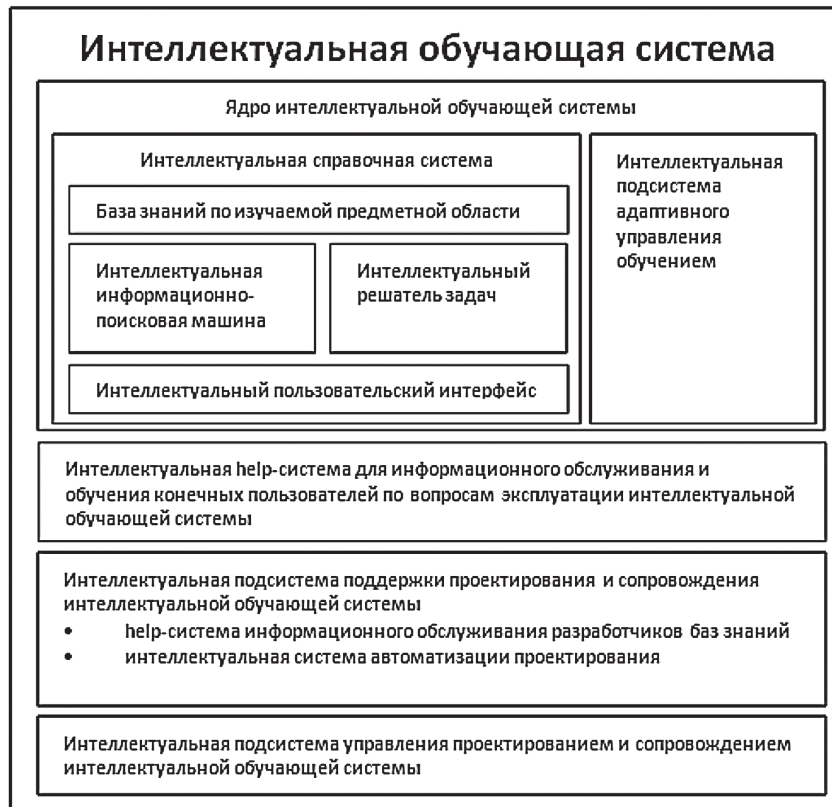 Интеллектуальная обучающая система
Ядро интеллектуальной обучающей системы
Интеллектуальная справочная система
База знаний по изучаемой предметной области
Интеллектуальная
информационно-
поисковая машина
Интеллектуальный
решатель задач
Интеллектуальный пользовательский интерфейс
Интеллектуальная
подсистема
адаптивного
управления
обучением
Интеллектуальная help-система для информационного обслуживания и
обучения конечных пользователей по вопросам эксплуатации интеллектуальной
обучающей системы
Интеллектуальная подсистема поддержки проектирования и сопровождения
интеллектуальной обучающей системы
• help-система информационного обслуживания разработчиков баз знаний
• интеллектуальная система автоматизации проектирования
Интеллектуальная подсистема управления проектированием и сопровождением
интеллектуальной обучающей системы